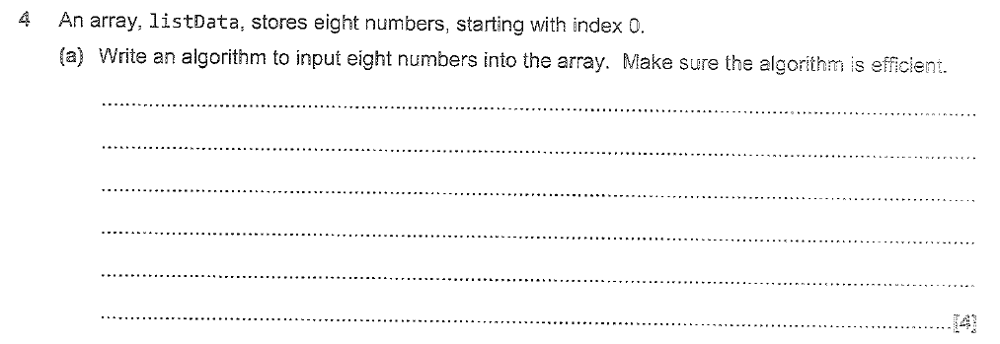 4 An array, listData, stores eight numbers, starting with index 0.
(a) Write an algorithm to input eight numbers into the array. Make sure the algorithm is efficient.
[4]